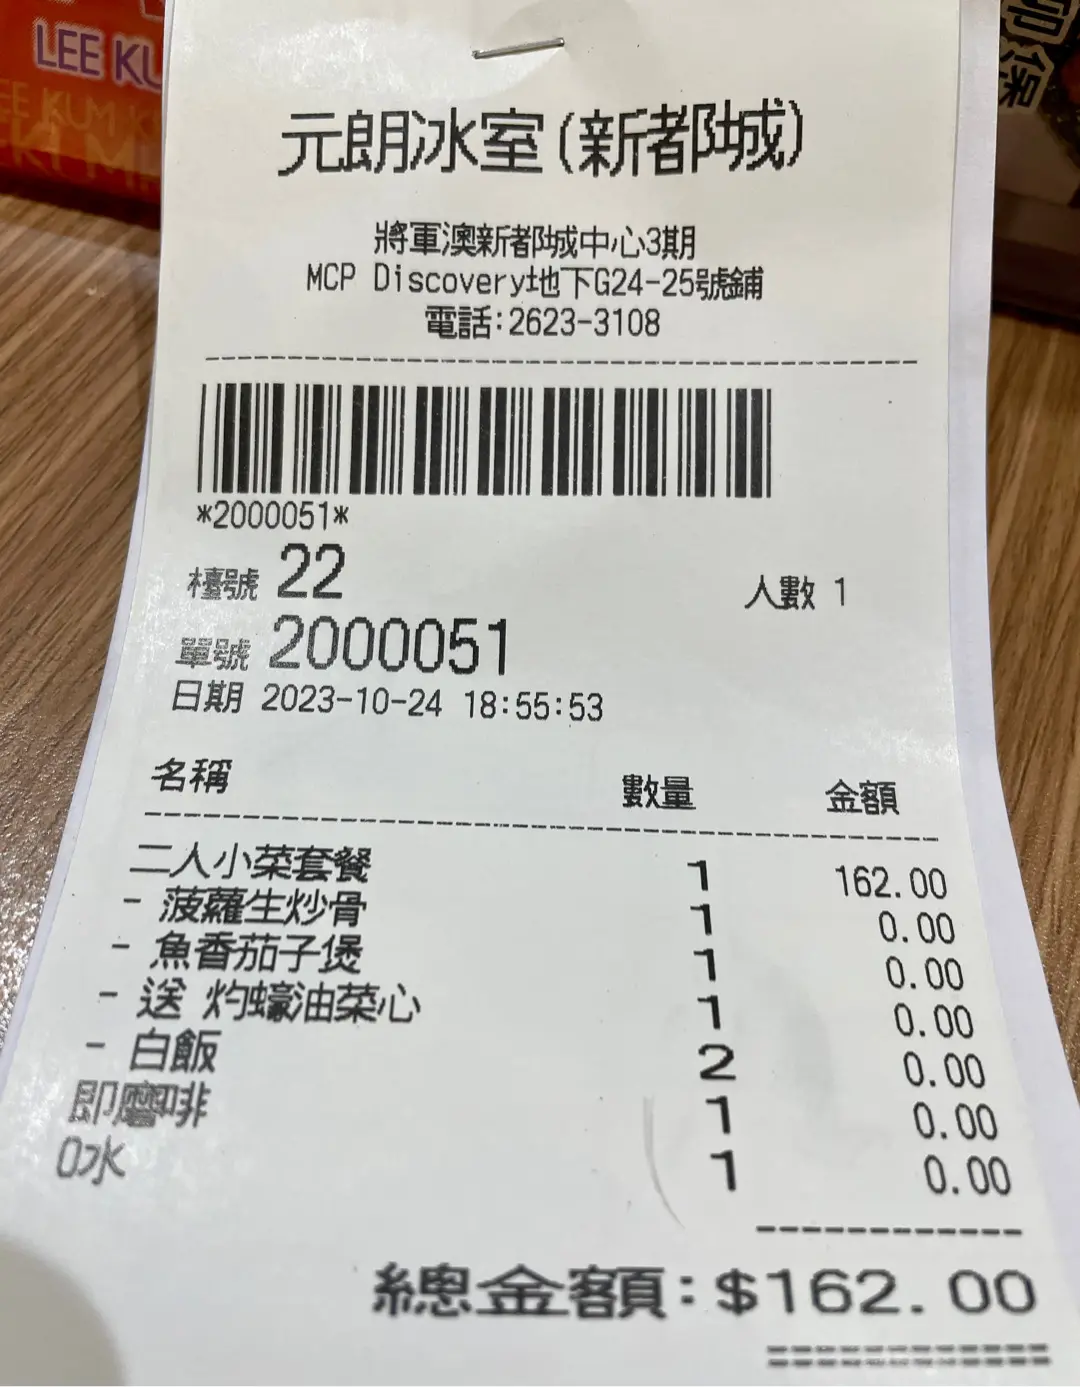 LEE KU
EE KUM K
元朗冰室(新都城)
將軍澳新都城中心3期
MCP Discovery地下G24-25號鋪
電話:2623-3108
*2000051*
檯號 22 人數 1
單號 2000051
日期 2023-10-24 18:55:53
名稱 數量 金額
二人小菜套餐 1 162.00
- 菠蘿生炒骨 1 0.00
- 魚香茄子煲 1 0.00
- 送 灼蠔油菜心 1 0.00
- 白飯 2 0.00
即磨啡 1 0.00
0水 1 0.00
總金額:$162.00